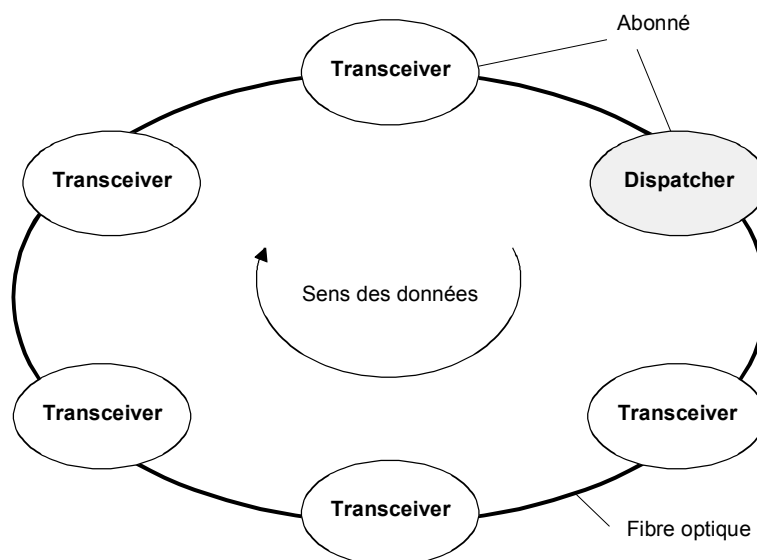 Abonné
Transceiver
Transceiver
Dispatcher
Sens des données
Transceiver
Transceiver
Transceiver
Fibre optique